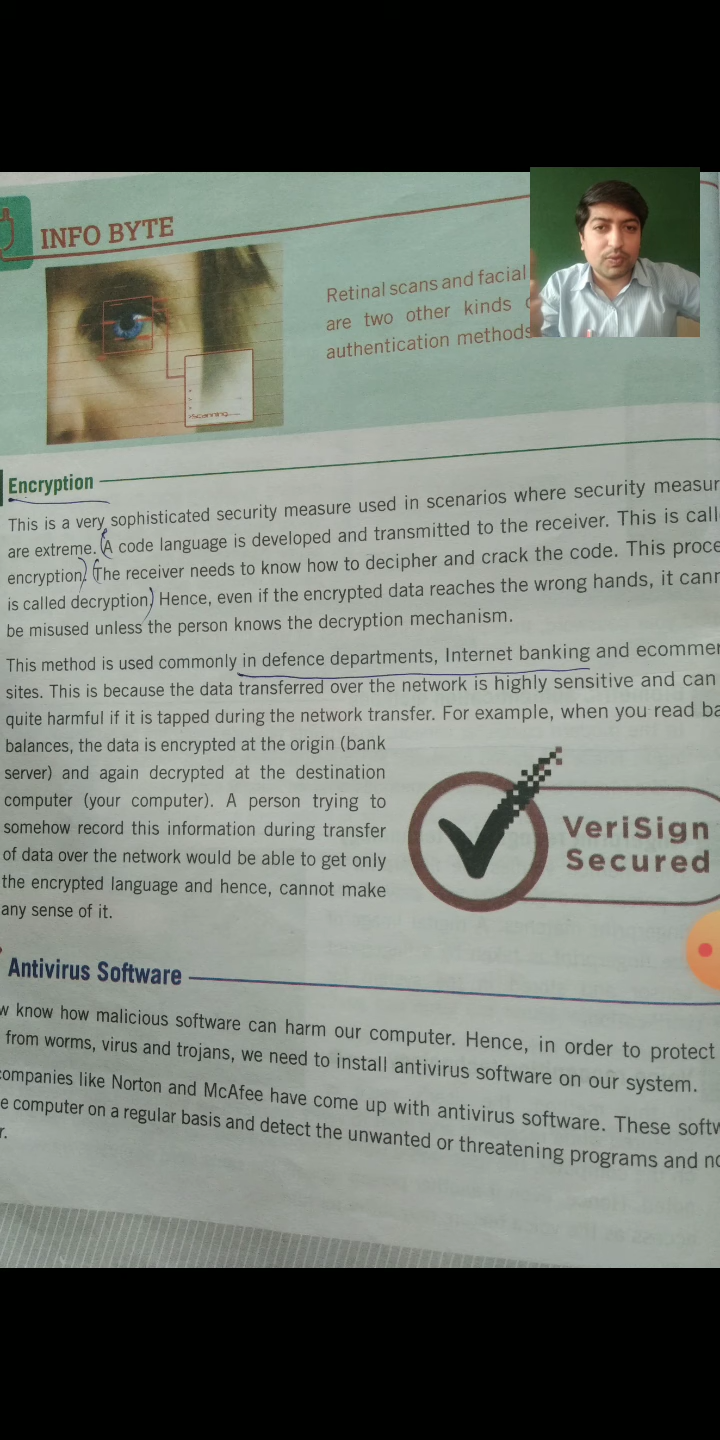 INFO BYTE
Retinal scans and facial
are two other kinds
authentication methods
>Scanning
Encryption
This is a very sophisticated security measure used in scenarios where security measur
are extreme. A code language is developed and transmitted to the receiver. This is call
encryption. The receiver needs to know how to decipher and crack the code. This proce
is called decryption. Hence, even if the encrypted data reaches the wrong hands, it cann
be misused unless the person knows the decryption mechanism.
This method is used commonly in defence departments, Internet banking and ecommer
sites. This is because the data transferred over the network is highly sensitive and can
quite harmful if it is tapped during the network transfer. For example, when you read ba
balances, the data is encrypted at the origin (bank
server) and again decrypted at the destination
computer (your computer). A person trying to
somehow record this information during transfer
of data over the network would be able to get only
the encrypted language and hence, cannot make
any sense of it.
VeriSign
Secured
Antivirus Software
w know how malicious software can harm our computer. Hence, in order to protect
from worms, virus and trojans, we need to install antivirus software on our system.
companies like Norton and McAfee have come up with antivirus software. These softw
e computer on a regular basis and detect the unwanted or threatening programs and no
r.